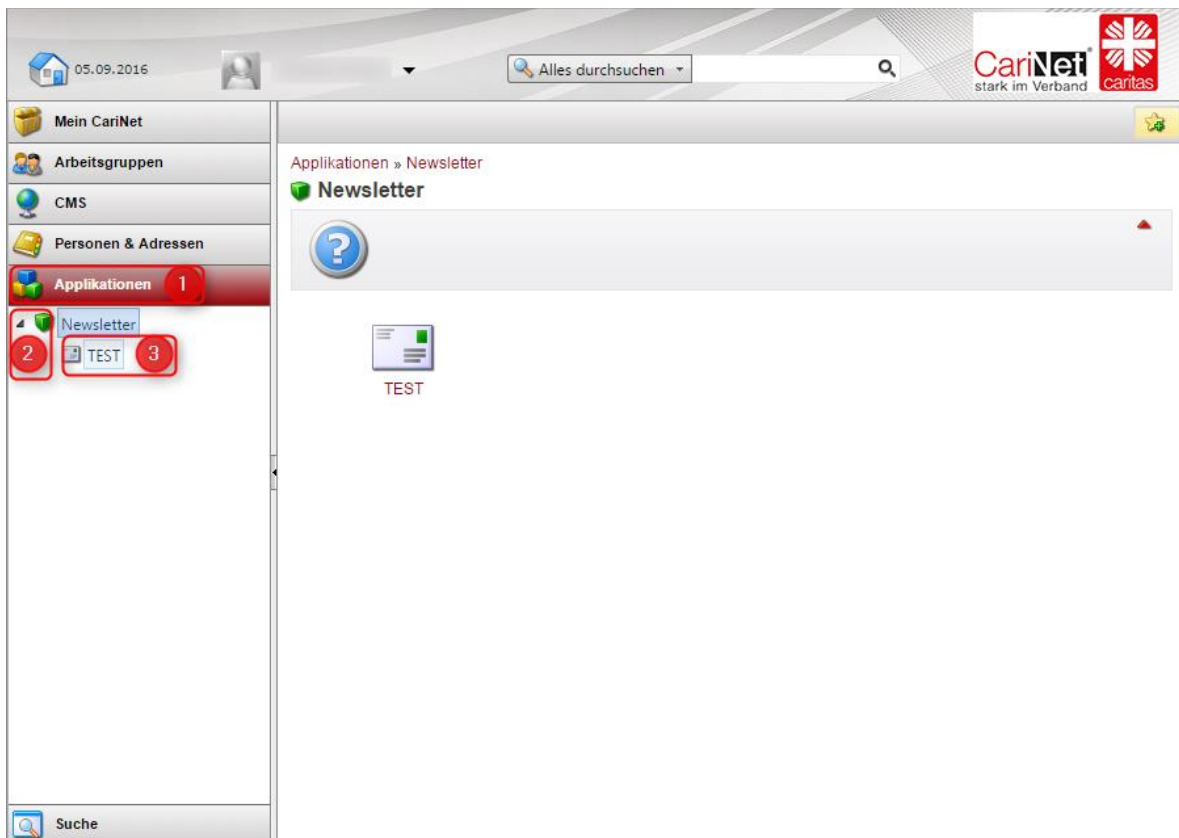 05.09.2016
Alles durchsuchen
CariNet
stark im Verband
caritas
Mein CariNet
Arbeitsgruppen
CMS
Personen & Adressen
Applikationen 1
Newsletter
2 TEST 3
Suche
Applikationen » Newsletter
Newsletter
?
TEST